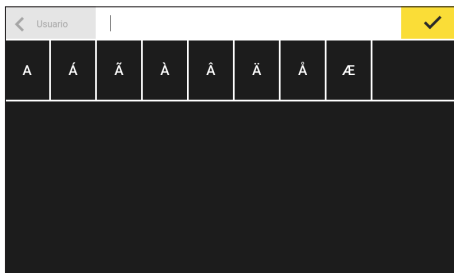 Usuario
A Á Ã À Â Ä Å Æ